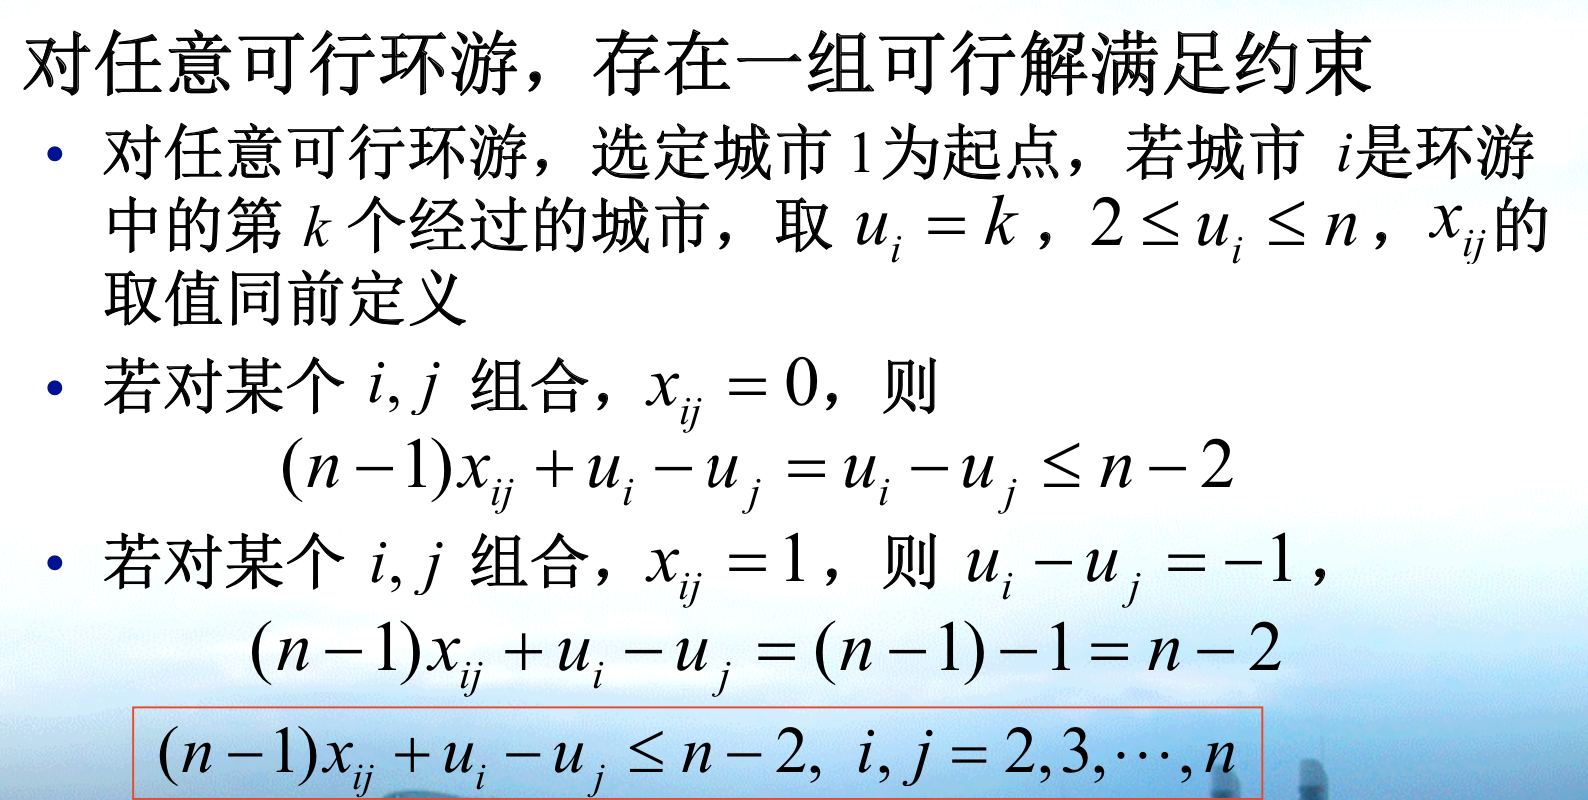 对任意可行环游，存在一组可行解满足约束
• 对任意可行环游，选定城市 1为起点，若城市 i是环游
中的第 k 个经过的城市，取 u_i = k，2 ≤ u_i ≤ n，x_{ij}的
取值同前定义
• 若对某个 i, j 组合，x_{ij} = 0，则
(n−1)x_{ij} + u_i − u_j = u_i − u_j ≤ n − 2
• 若对某个 i, j 组合，x_{ij} = 1，则 u_i − u_j = −1，
(n−1)x_{ij} + u_i − u_j = (n−1)−1 = n − 2
(n−1)x_{ij} + u_i − u_j ≤ n − 2, i, j = 2,3,⋯,n